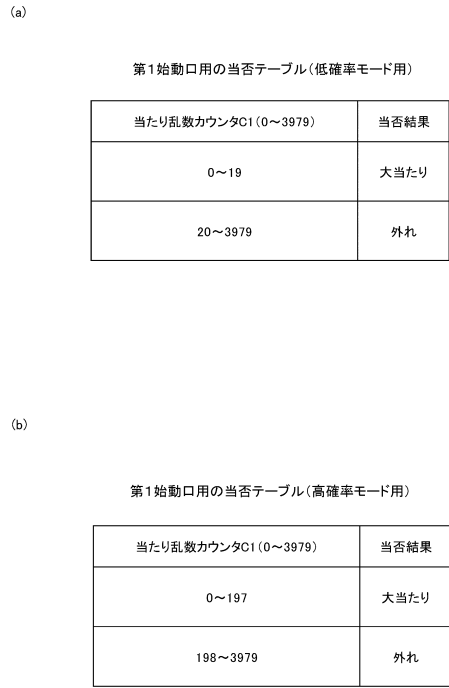 (a)
第1始動口用の当否テーブル(低確率モード用)
当たり乱数カウンタC1(0～3979) 当否結果
0～19 大当たり
20～3979 外れ
(b)
第1始動口用の当否テーブル(高確率モード用)
当たり乱数カウンタC1(0～3979) 当否結果
0～197 大当たり
198～3979 外れ